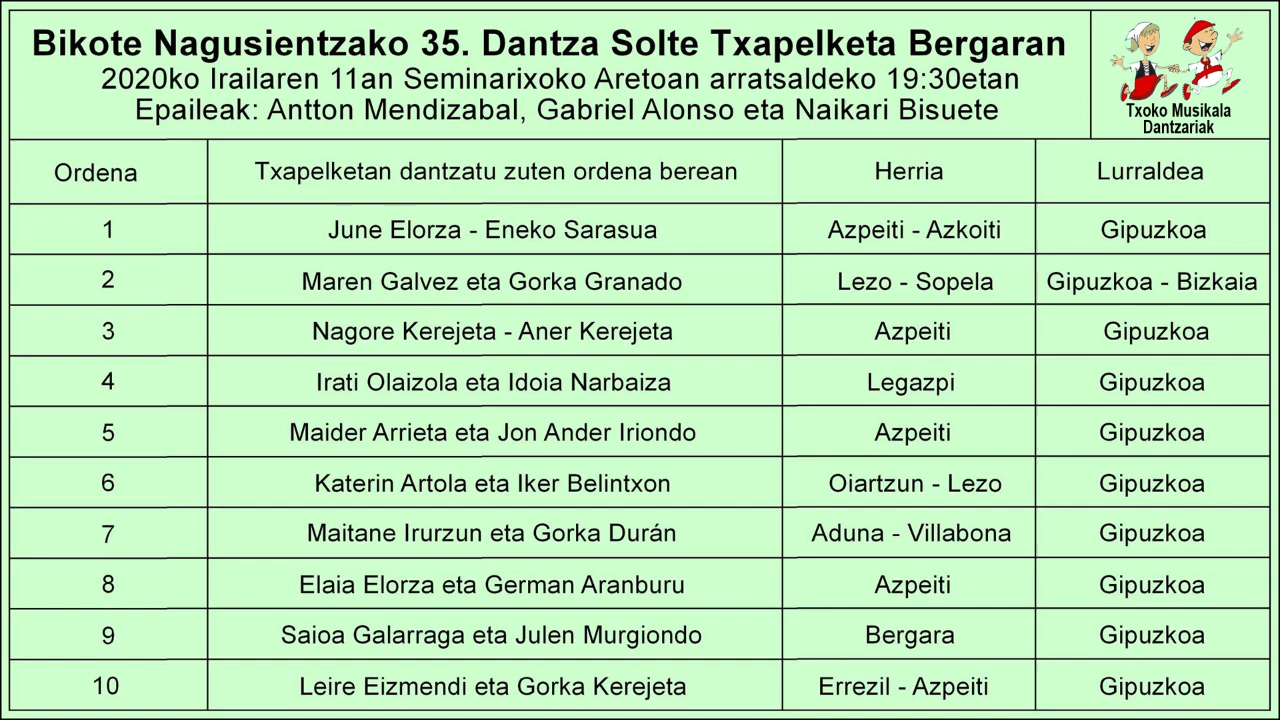 Bikote Nagusientzako 35. Dantza Solte Txapelketa Bergaran
2020ko Irailaren 11an Seminarixoko Aretoan arratsaldeko 19:30etan
Epaileak: Antton Mendizabal, Gabriel Alonso eta Naikari Bisuete
Txoko Musikala
Dantzariak
Ordena Txapelketan dantzatu zuten ordena berean Herria Lurraldea
1 June Elorza - Eneko Sarasua Azpeiti - Azkoiti Gipuzkoa
2 Maren Galvez eta Gorka Granado Lezo - Sopela Gipuzkoa - Bizkaia
3 Nagore Kerejeta - Aner Kerejeta Azpeiti Gipuzkoa
4 Irati Olaizola eta Idoia Narbaiza Legazpi Gipuzkoa
5 Maider Arrieta eta Jon Ander Iriondo Azpeiti Gipuzkoa
6 Katerin Artola eta Iker Belintxon Oiartzun - Lezo Gipuzkoa
7 Maitane Irurzun eta Gorka Durán Aduna - Villabona Gipuzkoa
8 Elaia Elorza eta German Aranburu Azpeiti Gipuzkoa
9 Saioa Galarraga eta Julen Murgiondo Bergara Gipuzkoa
10 Leire Eizmendi eta Gorka Kerejeta Errezil - Azpeiti Gipuzkoa